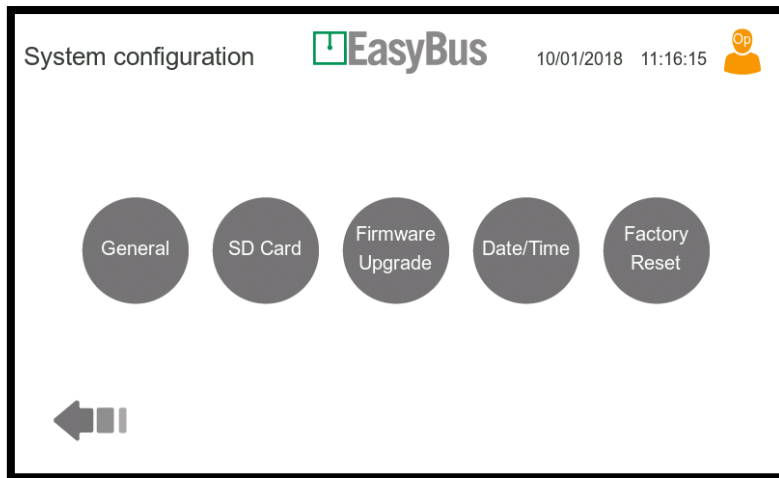 System configuration
EasyBus
10/01/2018 11:16:15
Op
General
SD Card
Firmware
Upgrade
Date/Time
Factory
Reset